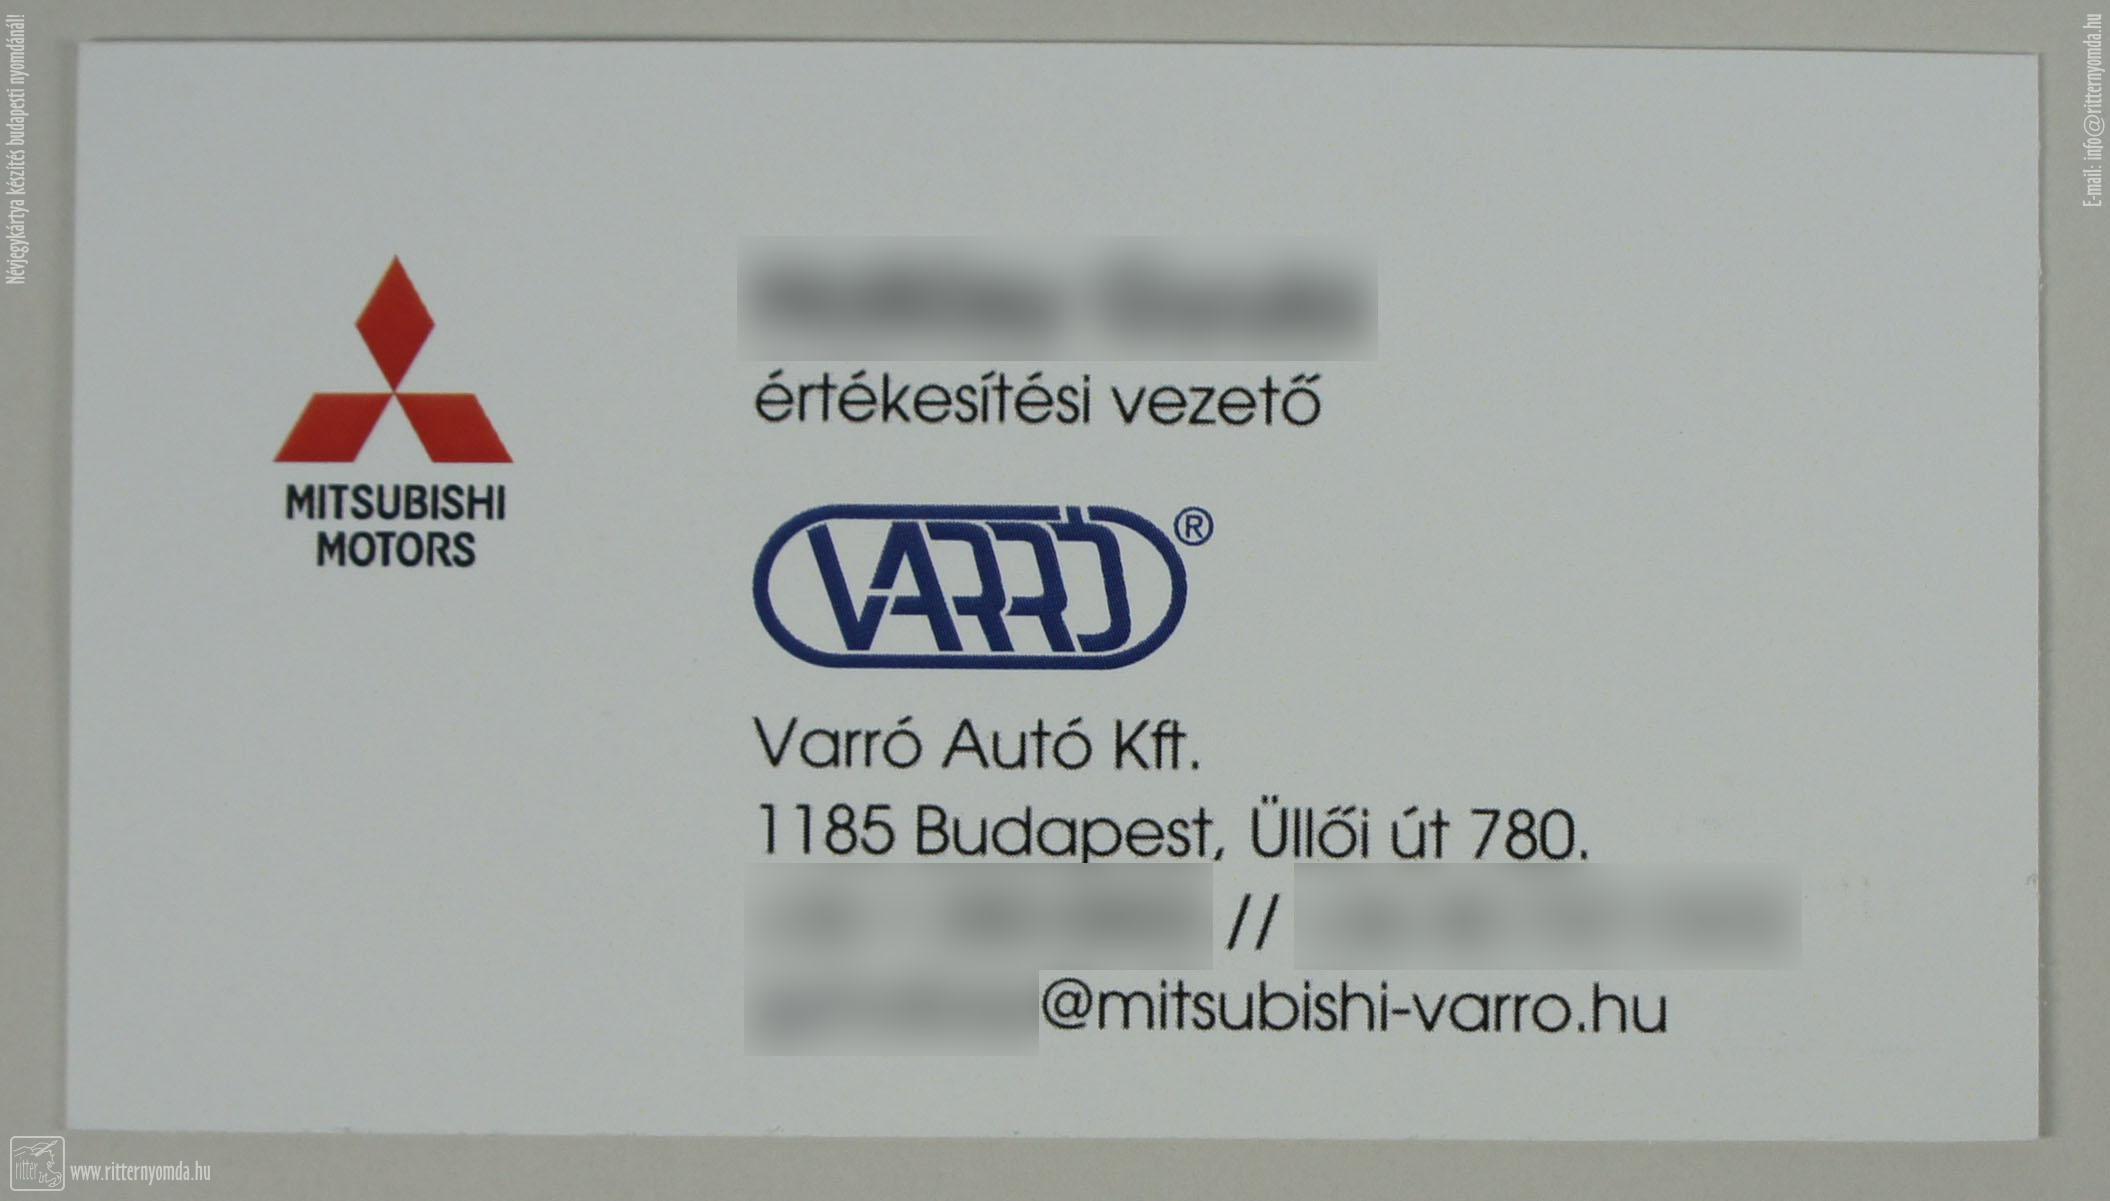 Névjegykártya készítés budapesti nyomdánál!
E-mail: info@ritternyomda.hu
MITSUBISHI
MOTORS
értékesítési vezető
VARRÓ®
Varró Autó Kft.
1185 Budapest, Üllői út 780.
//
@mitsubishi-varro.hu
ritter
www.ritternyomda.hu